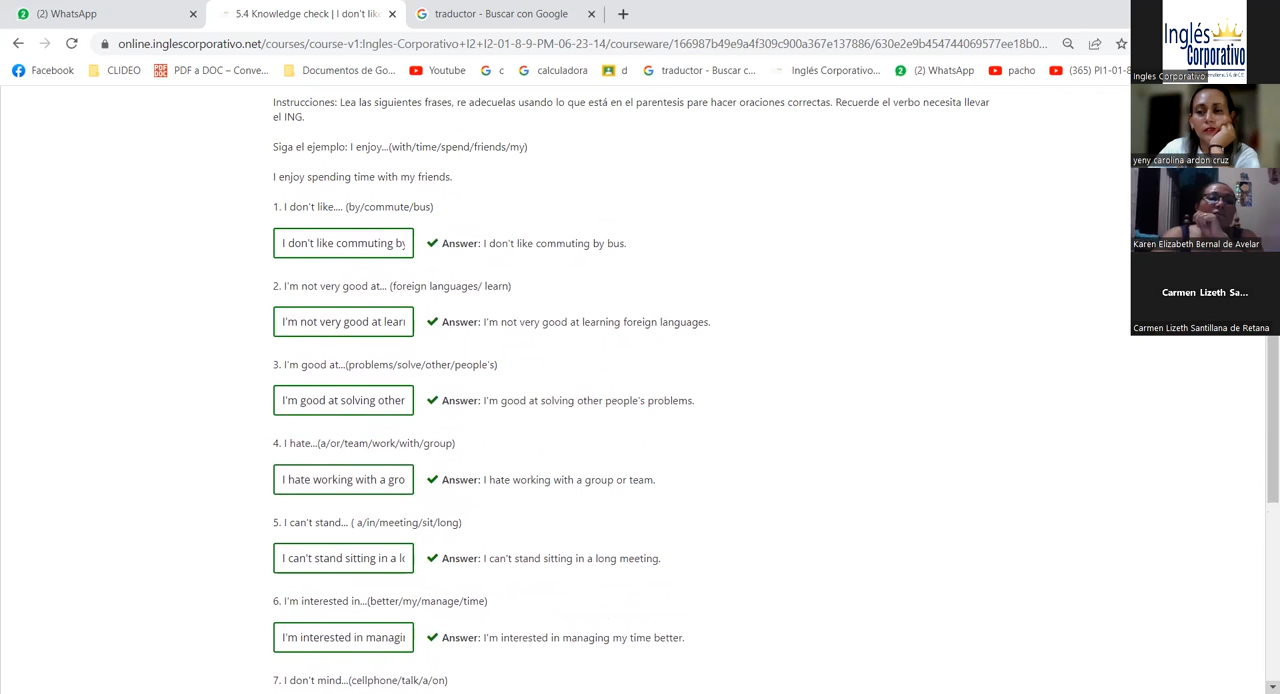 (2) WhatsApp
5.4 Knowledge check | I don't like
traductor - Buscar con Google
online.inglescorporativo.net/courses/course-v1:Ingles-Corporativo+I2+I2-01-8-9-PM-06-23-14/courseware/166987b49e9a4f309c9b0a367e137886/630e2e9b454744069577ee18b0...
Facebook
CLIDEO
PDF a DOC – Conve...
Documentos de Go...
Youtube
c
calculadora
d
traductor - Buscar c...
Inglés Corporativo...
(2) WhatsApp
pacho
(365) PI1-01-8
Instrucciones: Lea las siguientes frases, re adecuelas usando lo que está en el parentesis pare hacer oraciones correctas. Recuerde el verbo necesita llevar
el ING.
Siga el ejemplo: I enjoy...(with/time/spend/friends/my)
I enjoy spending time with my friends.
1. I don't like.... (by/commute/bus)
I don't like commuting by
Answer: I don't like commuting by bus.
2. I'm not very good at... (foreign languages/ learn)
I'm not very good at learn
Answer: I'm not very good at learning foreign languages.
3. I'm good at...(problems/solve/other/people's)
I'm good at solving other
Answer: I'm good at solving other people's problems.
4. I hate...(a/or/team/work/with/group)
I hate working with a gro
Answer: I hate working with a group or team.
5. I can't stand... ( a/in/meeting/sit/long)
I can't stand sitting in a lo
Answer: I can't stand sitting in a long meeting.
6. I'm interested in...(better/my/manage/time)
I'm interested in managin
Answer: I'm interested in managing my time better.
7. I don't mind...(cellphone/talk/a/on)
Inglés
Corporativo
Ingles Corporativo
yeny carolina ardon cruz
Karen Elizabeth Bernal de Avelar
Carmen Lizeth Sa...
Carmen Lizeth Santillana de Retana